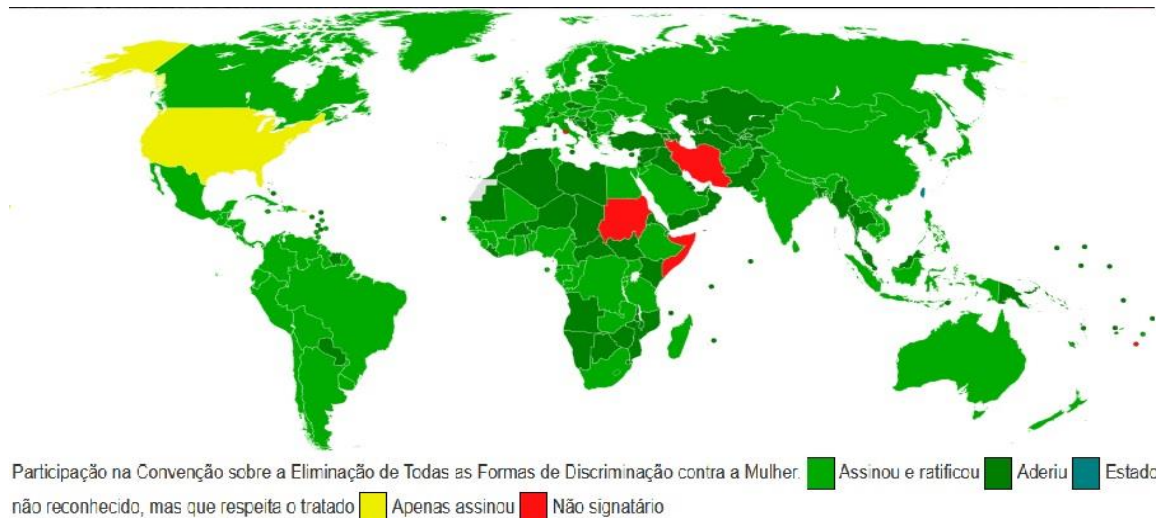 Participação na Convenção sobre a Eliminação de Todas as Formas de Discriminação contra a Mulher. Assinou e ratificou Aderiu Estado
não reconhecido, mas que respeita o tratado Apenas assinou Não signatário